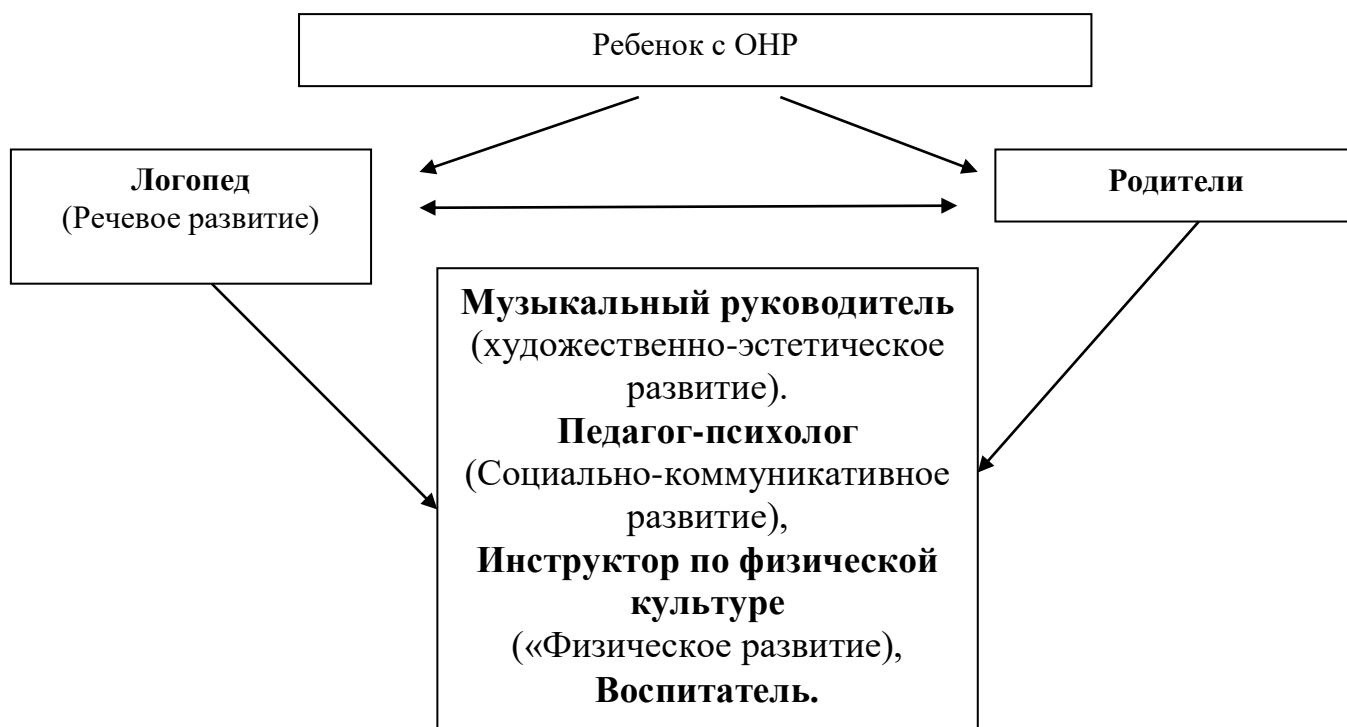 Ребенок с ОНР
Логопед
(Речевое развитие)
Родители
Музыкальный руководитель
(художественно-эстетическое
развитие).
Педагог-психолог
(Социально-коммуникативное
развитие),
Инструктор по физической
культуре
(«Физическое развитие),
Воспитатель.